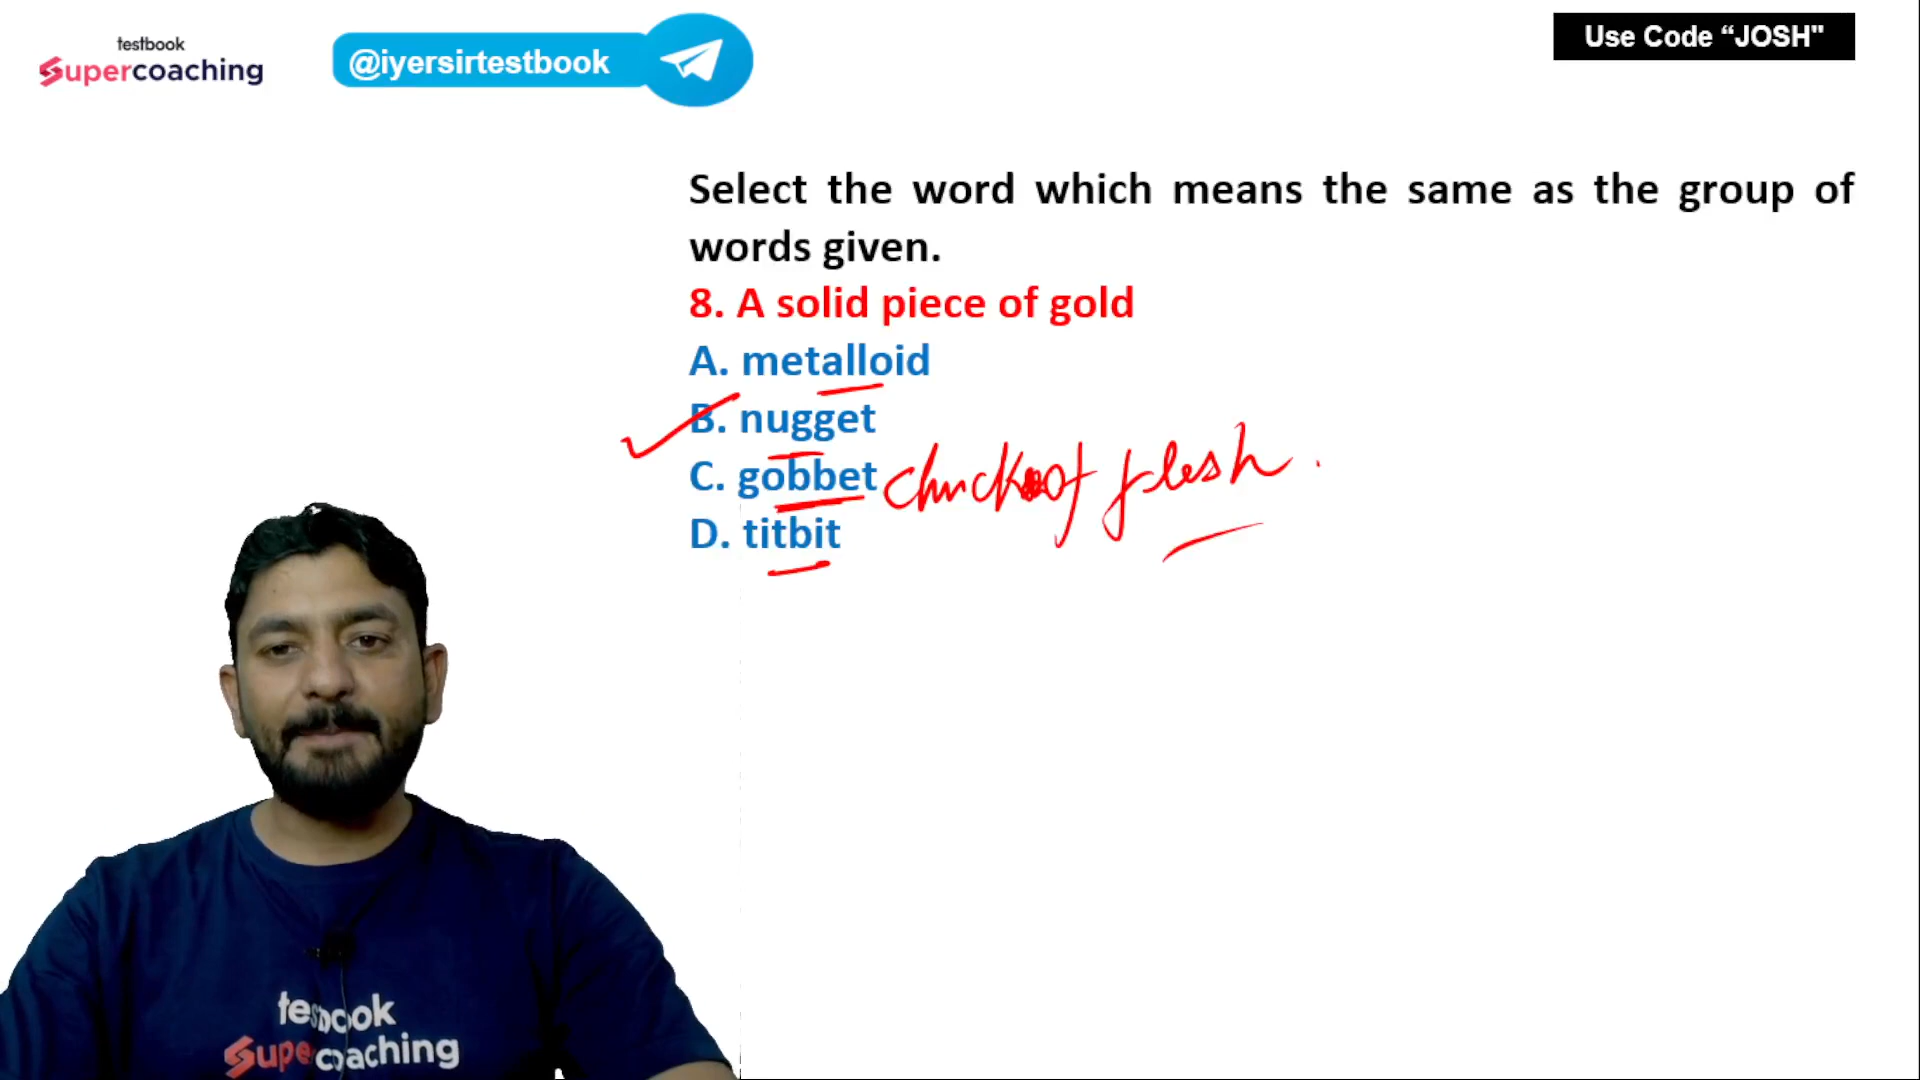 testbook
Supercoaching
@iyersirtestbook
Use Code “JOSH"
Select the word which means the same as the group of
words given.
8. A solid piece of gold
A. metalloid
B. nugget
C. gobbet
of flesh.
D. titbit
testbook
Supercoaching